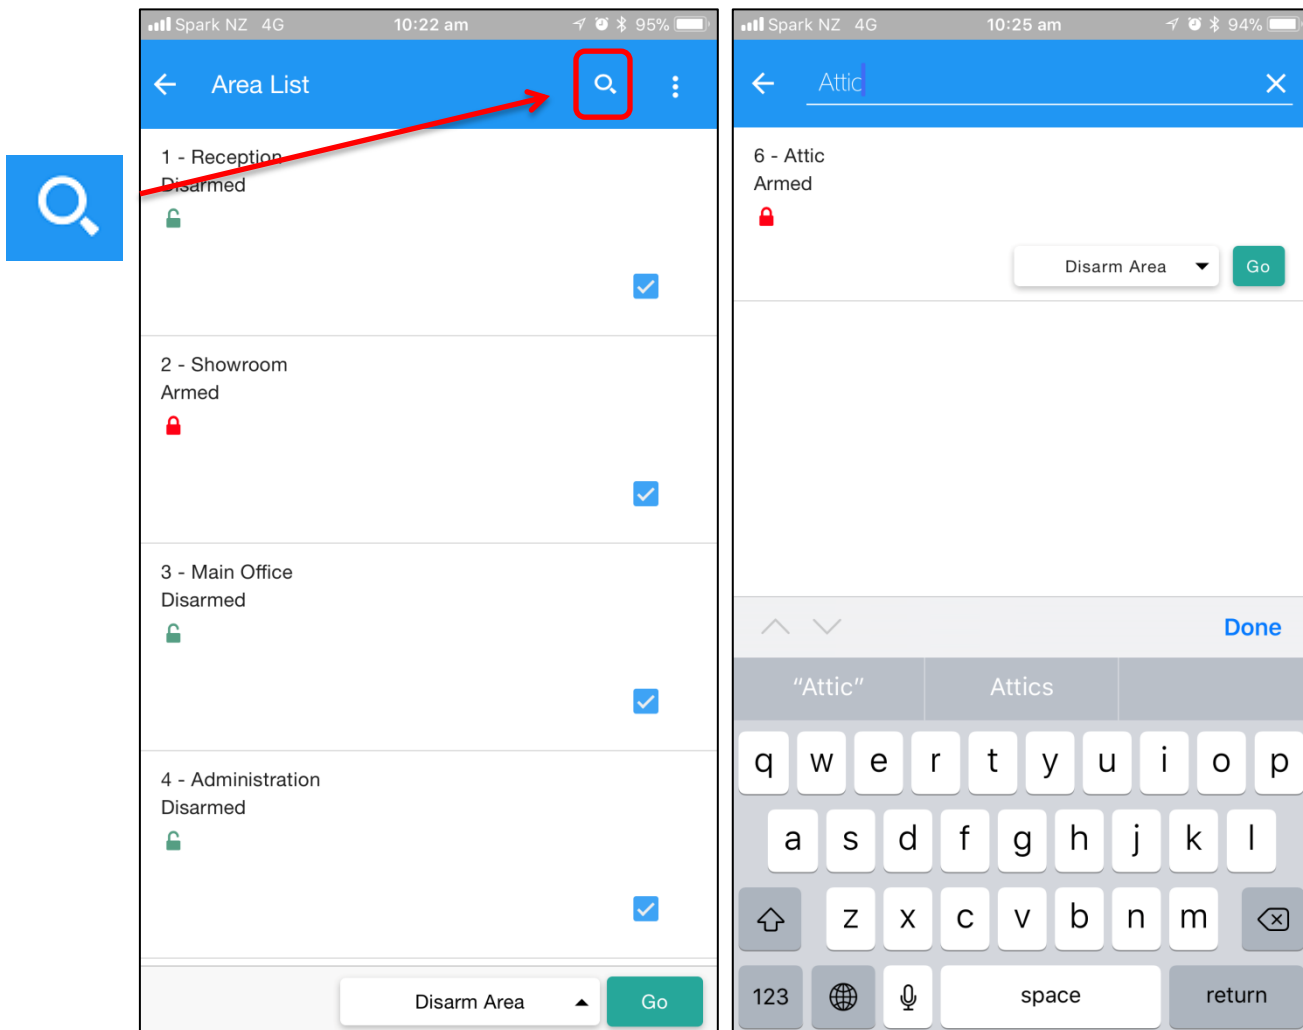 Spark NZ 4G 10:22 am 95%
Area List
1 - Reception
Disarmed
2 - Showroom
Armed
3 - Main Office
Disarmed
4 - Administration
Disarmed
Disarm Area Go
Spark NZ 4G 10:25 am 94%
Attic
6 - Attic
Armed
Disarm Area Go
Done
“Attic” Attics
q w e r t y u i o p
a s d f g h j k l
z x c v b n m
123 space return